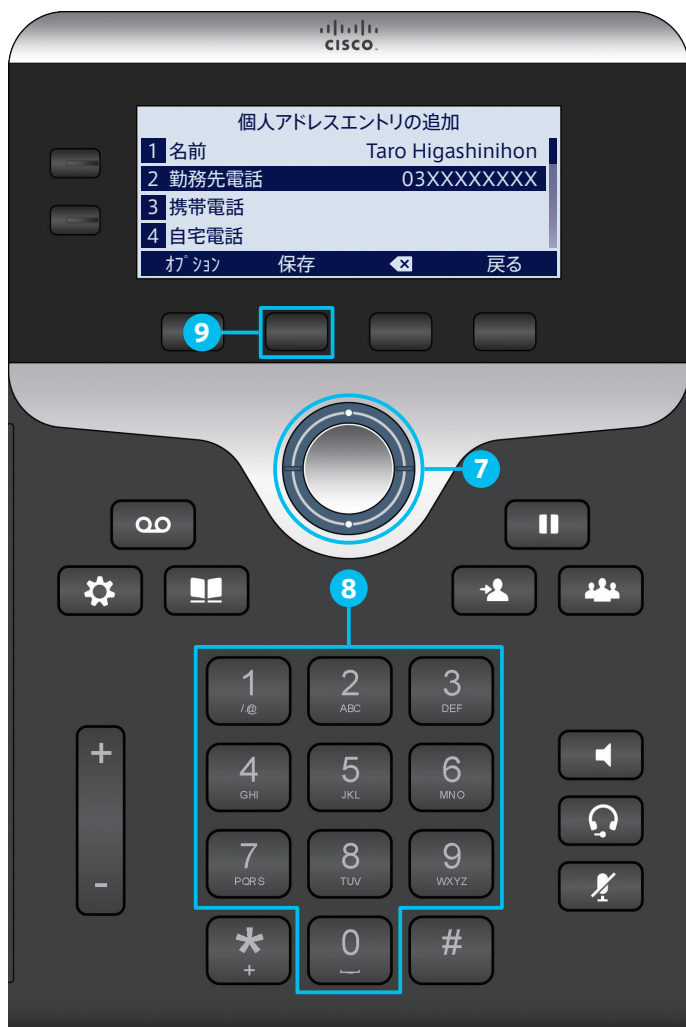 CISCO
個人アドレスエントリの追加
1 名前 Taro Higashinihon
2 勤務先電話 03XXXXXXXXX
3 携帯電話
4 自宅電話
ｵﾌﾟｼｮﾝ 保存 戻る
9
7
8
1 2 3
/.@ ABC DEF
4 5 6
GHI JKL MNO
7 8 9
PQRS TUV WXYZ
* 0 #
+
+
-